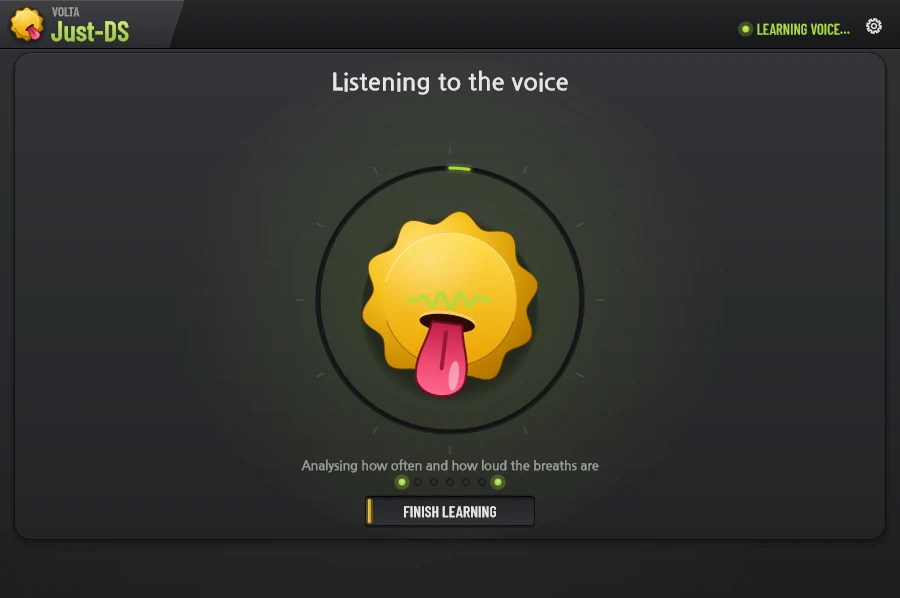 VOLTA
Just-DS
LEARNING VOICE...
Listening to the voice
Analysing how often and how loud the breaths are
FINISH LEARNING